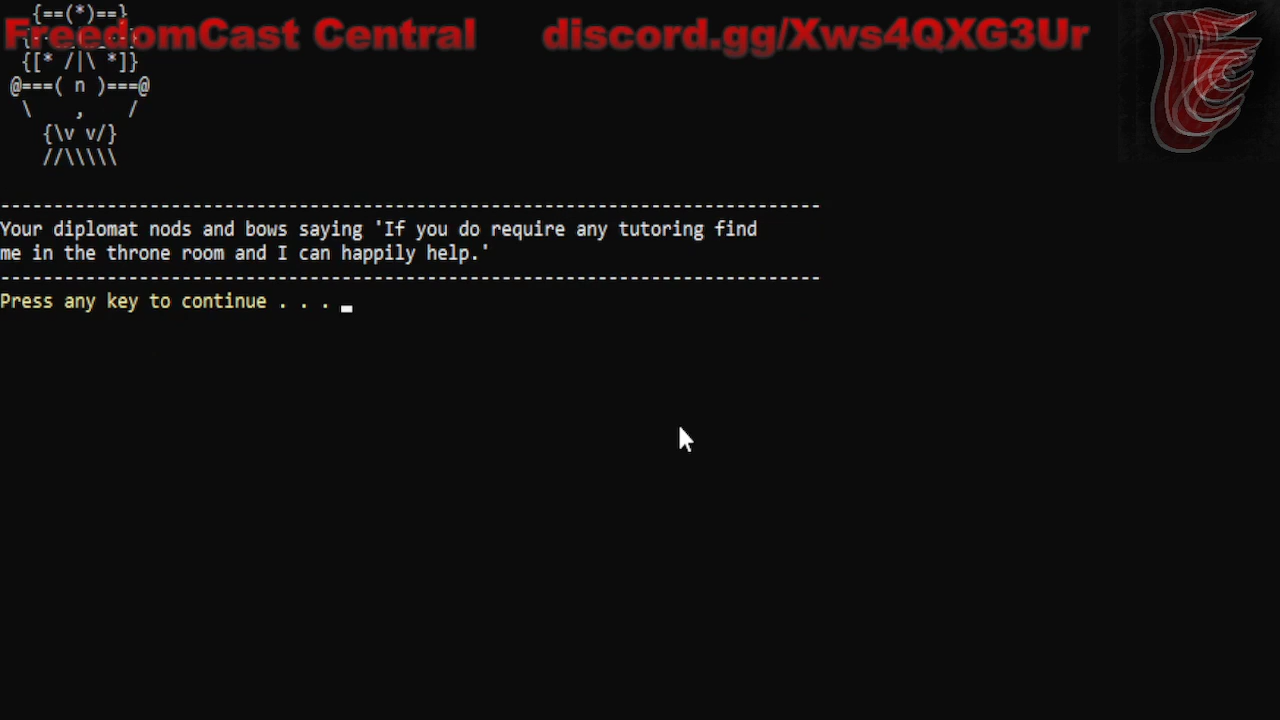 {==(*)==}
FreedomCast Central discord.gg/Xws4QXG3Ur
{[* /|\ *]}
@===( n )===@
\ , /
{\v v/}
//\\\\\
-----------------------------------------------------------------------------
Your diplomat nods and bows saying 'If you do require any tutoring find
me in the throne room and I can happily help.'
-----------------------------------------------------------------------------
Press any key to continue . . .